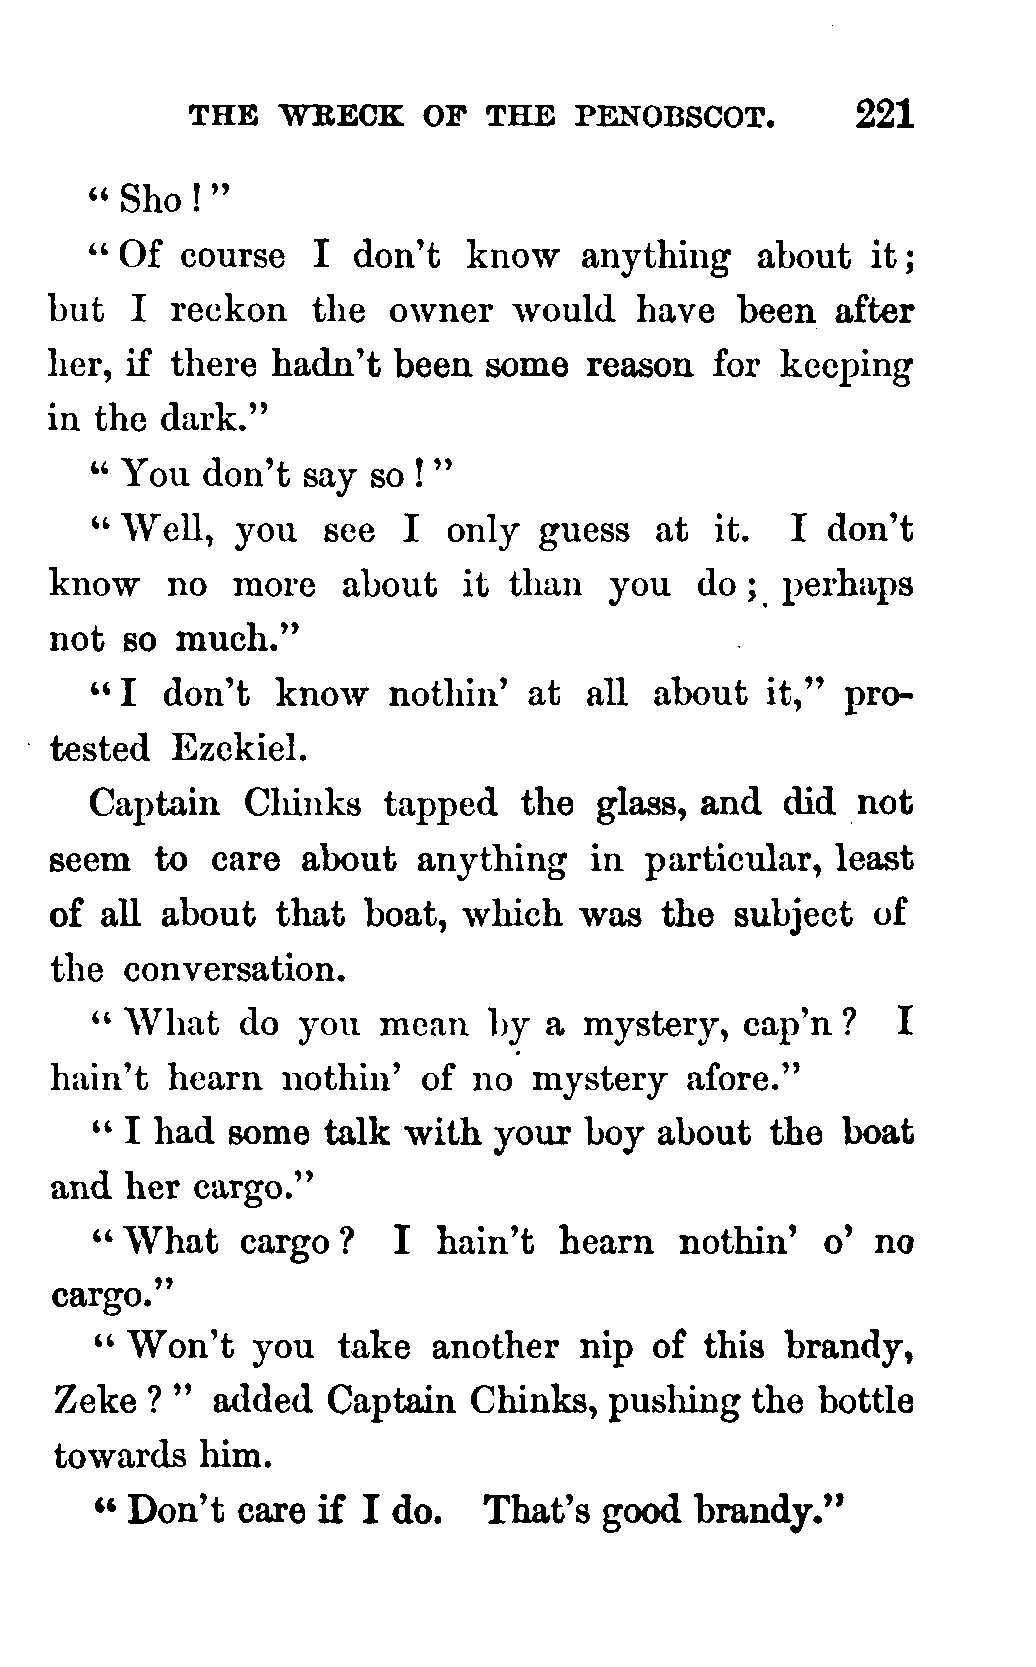 THE WRECK OF THE PENOBSCOT. 221
“ Sho ! ”
“ Of course I don’t know anything about it ;
but I reckon the owner would have been after
her, if there hadn’t been some reason for keeping
in the dark.”
“ You don’t say so ! ”
“ Well, you see I only guess at it. I don’t
know no more about it than you do ; perhaps
not so much.”
“ I don’t know nothin’ at all about it,” pro-
tested Ezekiel.
Captain Chinks tapped the glass, and did not
seem to care about anything in particular, least
of all about that boat, which was the subject of
the conversation.
“ What do you mean by a mystery, cap’n ? I
hain’t hearn nothin’ of no mystery afore.”
“ I had some talk with your boy about the boat
and her cargo.”
“ What cargo ? I hain’t hearn nothin’ o’ no
cargo.”
“ Won’t you take another nip of this brandy,
Zeke ? ” added Captain Chinks, pushing the bottle
towards him.
“ Don’t care if I do. That’s good brandy.”